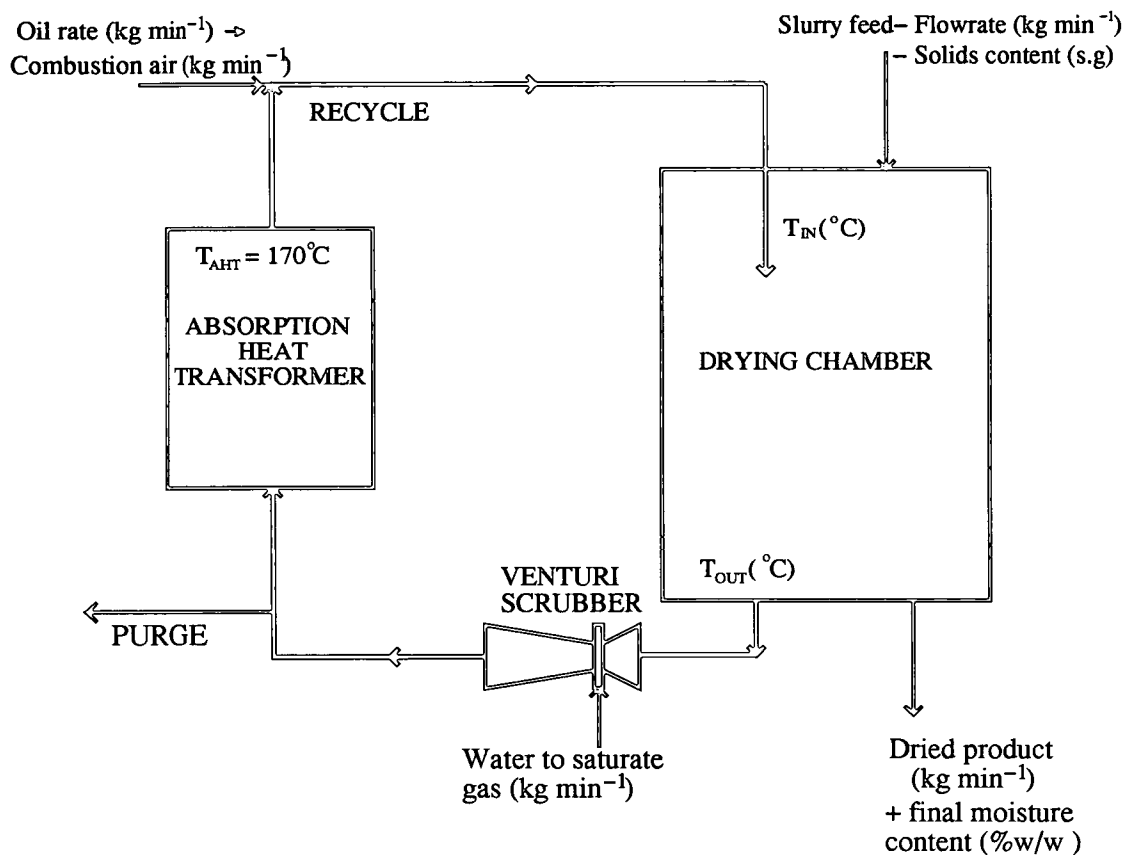 Oil rate (kg min⁻¹) ->
Combustion air (kg min⁻¹)
RECYCLE
Slurry feed– Flowrate (kg min⁻¹)
– Solids content (s.g)
T_AHT = 170°C
ABSORPTION
HEAT
TRANSFORMER
T_IN (°C)
DRYING CHAMBER
T_OUT (°C)
VENTURI
SCRUBBER
PURGE
Water to saturate
gas (kg min⁻¹)
Dried product
(kg min⁻¹)
+ final moisture
content (%w/w )